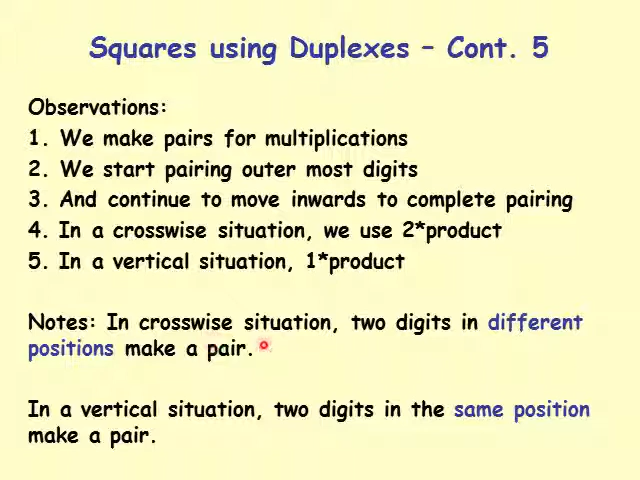 Squares using Duplexes – Cont. 5
Observations:
1. We make pairs for multiplications
2. We start pairing outer most digits
3. And continue to move inwards to complete pairing
4. In a crosswise situation, we use 2*product
5. In a vertical situation, 1*product
Notes: In crosswise situation, two digits in different
positions make a pair.
In a vertical situation, two digits in the same position
make a pair.